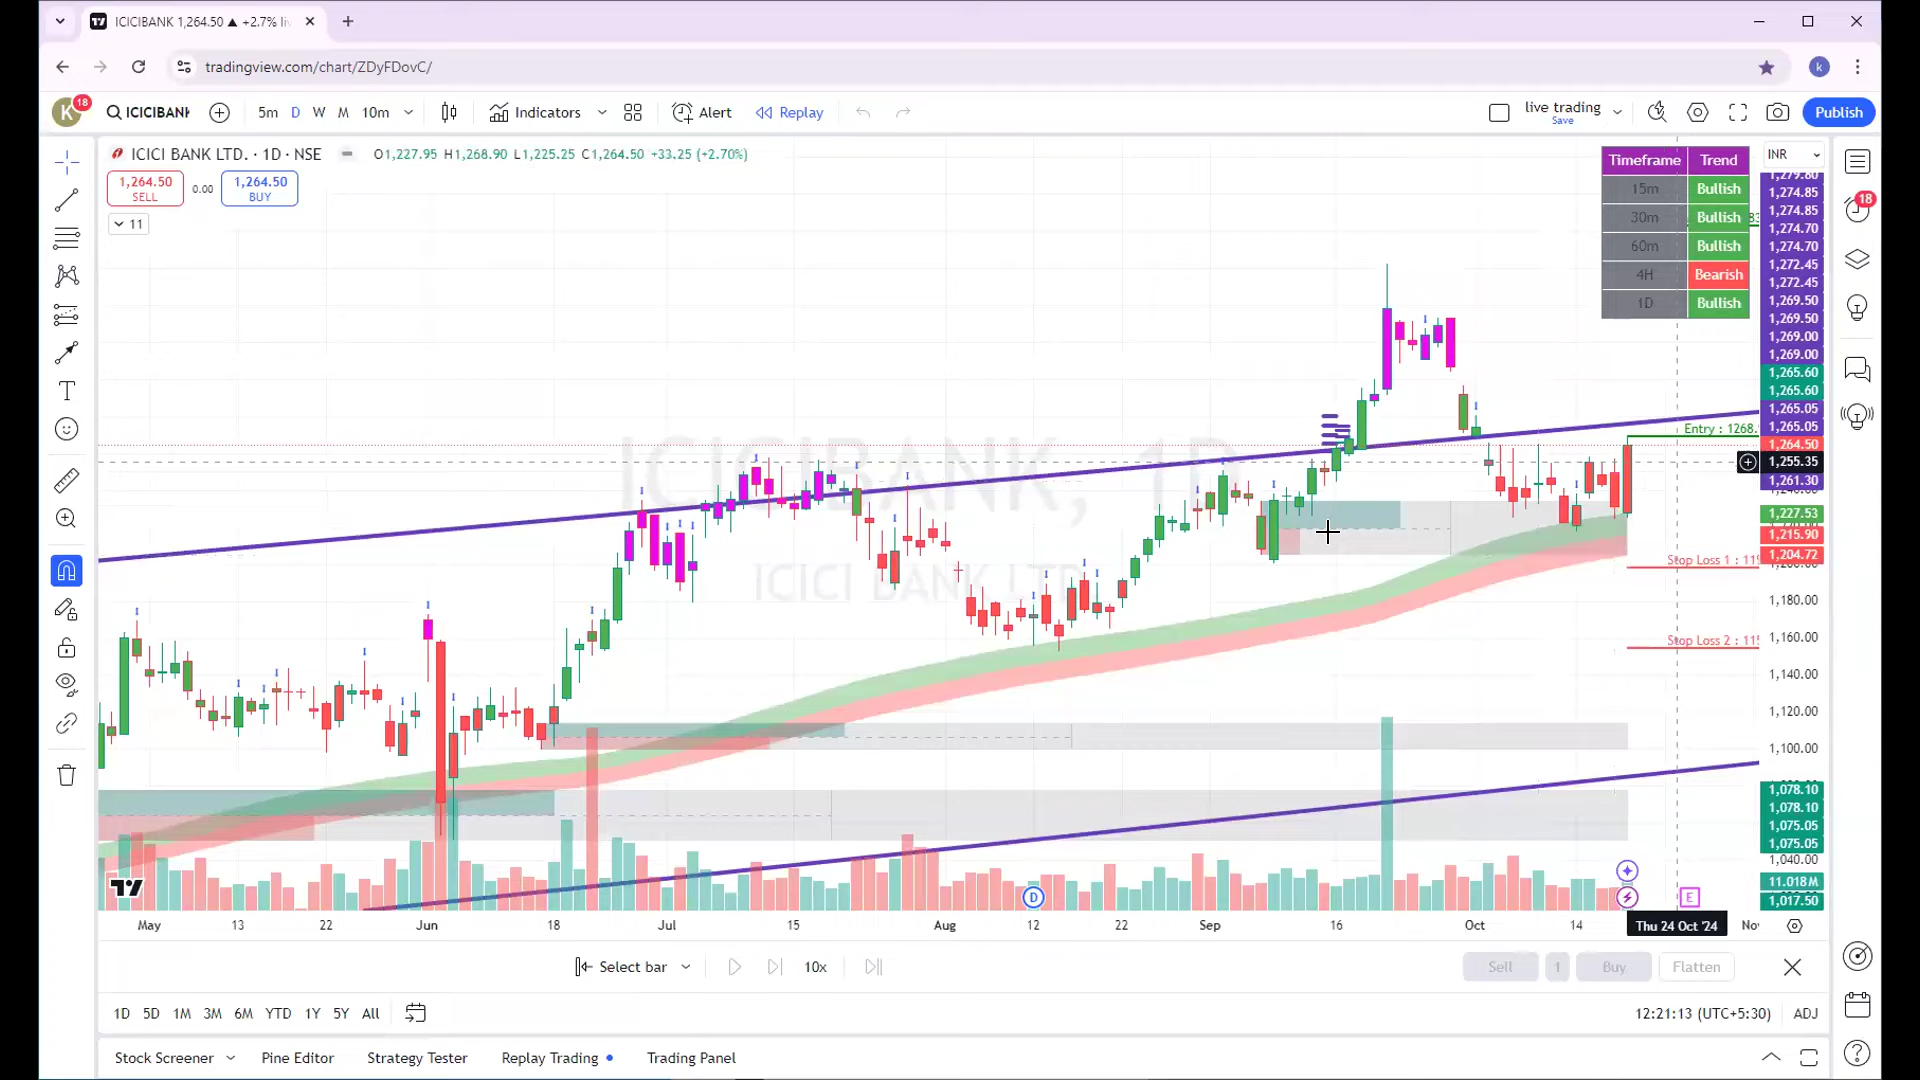 ICICIBANK 1,264.50 ▲ +2.7% li
tradingview.com/chart/ZDyFDovC/
K
18
ICICIBANK
5m D W M 10m
Indicators
Alert
Replay
live trading
Save
Publish
k
ICICI BANK LTD. · 1D · NSE
O1,227.95 H1,268.90 L1,225.25 C1,264.50 +33.25 (+2.70%)
1,264.50
SELL
0.00
1,264.50
BUY
11
Timeframe Trend
15m Bullish
30m Bullish
60m Bullish
4H Bearish
1D Bullish
INR
1,279.80
1,274.85
1,274.85
1,274.70
1,274.70
1,272.45
1,272.45
1,269.50
1,269.50
1,269.00
1,269.00
1,265.60
1,265.60
1,265.05
1,265.05
1,264.50
1,255.35
1,261.30
1,227.53
1,215.90
1,204.72
1,180.00
1,160.00
1,140.00
1,120.00
1,100.00
1,078.10
1,078.10
1,075.05
1,075.05
1,040.00
11.018M
1,017.50
18
Entry : 1268.
Stop Loss 1 : 119
Stop Loss 2 : 115
ICICIBANK, 1D
ICICI BANK LTD
D
E
May 13 22 Jun 18 Jul 15 Aug 12 22 Sep 16 Oct 14 Thu 24 Oct '24 No
Select bar
10x
Sell 1 Buy Flatten
1D 5D 1M 3M 6M YTD 1Y 5Y All
12:21:13 (UTC+5:30) ADJ
Stock Screener Pine Editor Strategy Tester Replay Trading Trading Panel